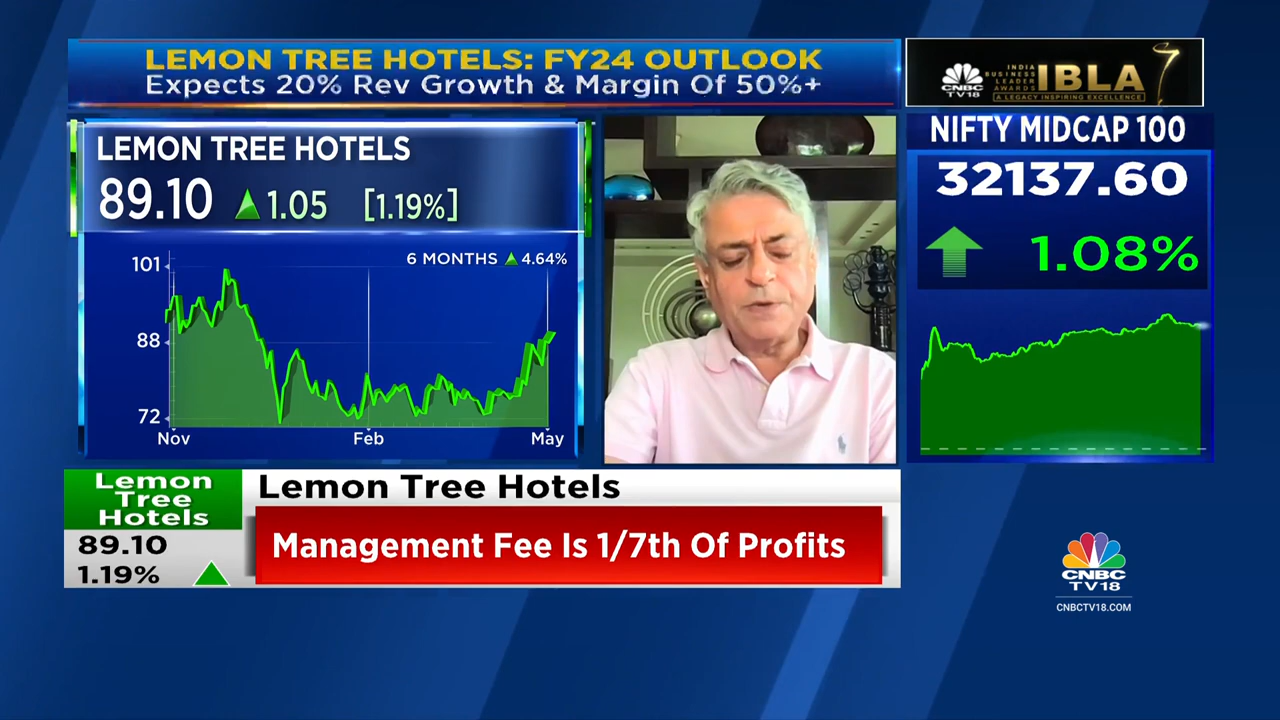 LEMON TREE HOTELS: FY24 OUTLOOK
Expects 20% Rev Growth & Margin Of 50%+
CNBC
TV18
INDIA
BUSINESS
LEADER
AWARDS
IBLA
A LEGACY INSPIRING EXCELLENCE
LEMON TREE HOTELS
89.10 1.05 [1.19%]
6 MONTHS 4.64%
101
88
72
Nov Feb May
NIFTY MIDCAP 100
32137.60
1.08%
Lemon
Tree
Hotels
89.10
1.19%
Lemon Tree Hotels
Management Fee Is 1/7th Of Profits
CNBC
TV18
CNBCTV18.COM